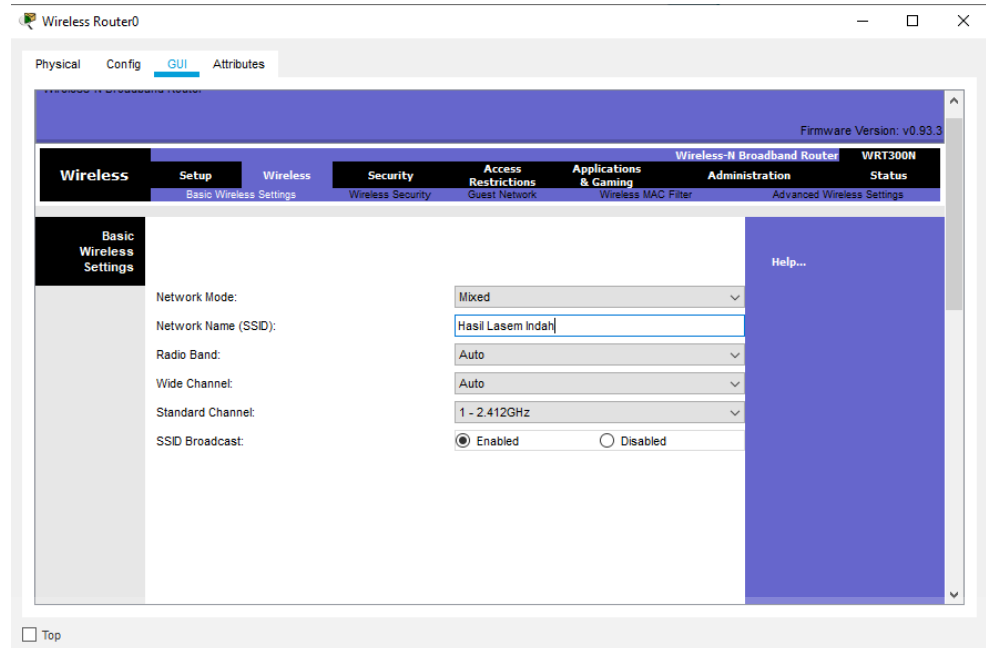 Wireless Router0
Physical Config GUI Attributes
Wireless-N Broadband Router
Firmware Version: v0.93.3
Wireless-N Broadband Router WRT300N
Wireless Setup Wireless Security Access Restrictions Applications & Gaming Administration Status
Basic Wireless Settings Wireless Security Guest Network Wireless MAC Filter Advanced Wireless Settings
Basic
Wireless
Settings
Help...
Network Mode: Mixed
Network Name (SSID): Hasil Lasem Indah
Radio Band: Auto
Wide Channel: Auto
Standard Channel: 1 - 2.412GHz
SSID Broadcast: Enabled Disabled
Top